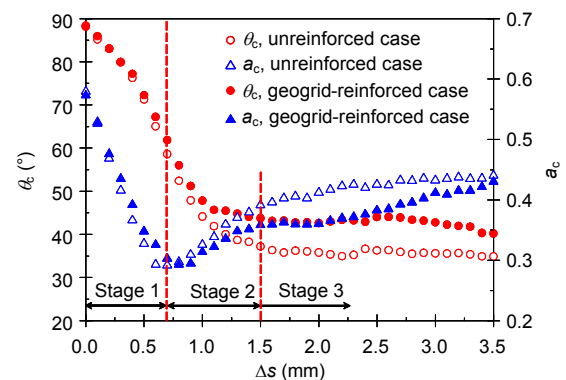 90
80
70
60
50
40
30
20
θc (°)
0.7
0.6
0.5
0.4
0.3
0.2
ac
θc, unreinforced case
ac, unreinforced case
θc, geogrid-reinforced case
ac, geogrid-reinforced case
Stage 1 Stage 2 Stage 3
0.0 0.5 1.0 1.5 2.0 2.5 3.0 3.5
Δs (mm)